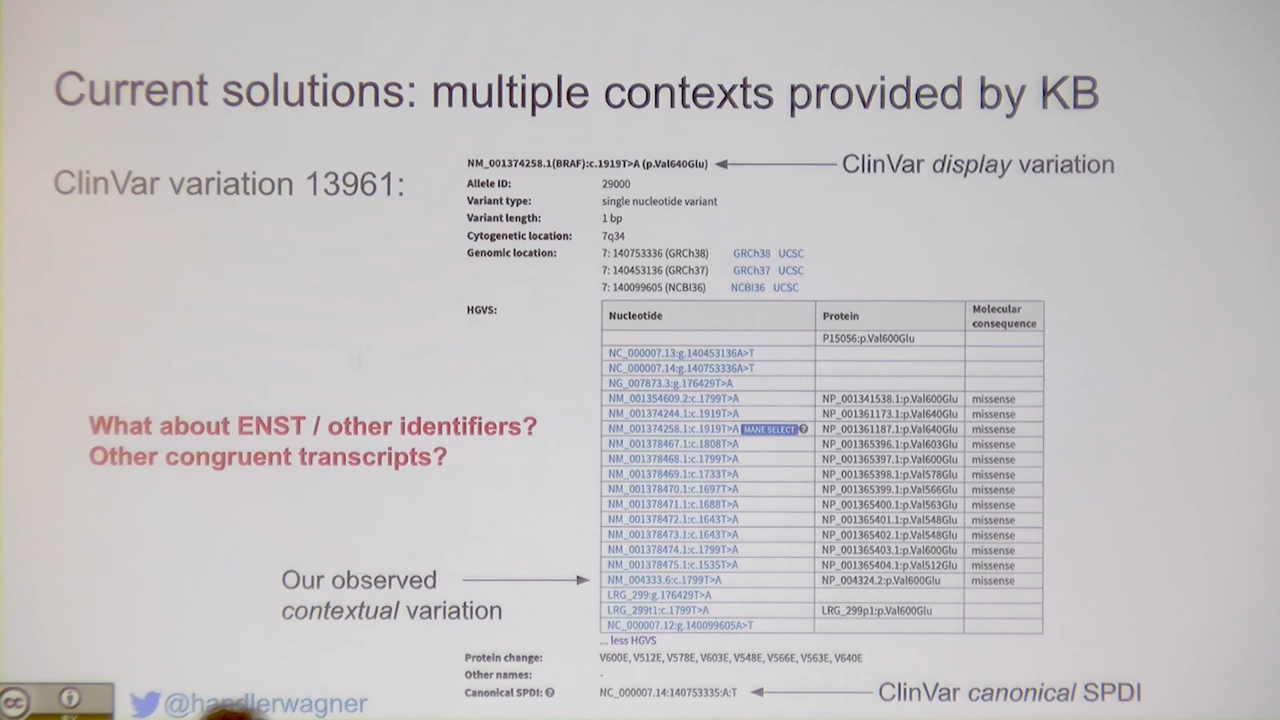 Current solutions: multiple contexts provided by KB
ClinVar variation 13961:
NM_001374258.1(BRAF):c.1919T>A (p.Val640Glu)
ClinVar display variation
Allele ID: 29000
Variant type: single nucleotide variant
Variant length: 1 bp
Cytogenetic location: 7q34
Genomic location: 7: 140753336 (GRCh38) GRCh38 UCSC
7: 140453136 (GRCh37) GRCh37 UCSC
7: 140099605 (NCBI36) NCBI36 UCSC
HGVS:
Nucleotide Protein Molecular consequence
P15056:p.Val600Glu
NC_000007.13:g.140453136A>T
NC_000007.14:g.140753336A>T
NG_007873.3:g.176429T>A
NM_001354609.2:c.1799T>A NP_001341538.1:p.Val600Glu missense
NM_001374244.1:c.1919T>A NP_001361173.1:p.Val640Glu missense
NM_001374258.1:c.1919T>A MANE SELECT NP_001361187.1:p.Val640Glu missense
NM_001378467.1:c.1808T>A NP_001365396.1:p.Val603Glu missense
NM_001378468.1:c.1799T>A NP_001365397.1:p.Val600Glu missense
NM_001378469.1:c.1733T>A NP_001365398.1:p.Val578Glu missense
NM_001378470.1:c.1697T>A NP_001365399.1:p.Val566Glu missense
NM_001378471.1:c.1688T>A NP_001365400.1:p.Val563Glu missense
NM_001378472.1:c.1643T>A NP_001365401.1:p.Val548Glu missense
NM_001378473.1:c.1643T>A NP_001365402.1:p.Val548Glu missense
NM_001378474.1:c.1799T>A NP_001365403.1:p.Val600Glu missense
NM_001378475.1:c.1535T>A NP_001365404.1:p.Val512Glu missense
NM_004333.6:c.1799T>A NP_004324.2:p.Val600Glu missense
LRG_299:g.176429T>A
LRG_299t1:c.1799T>A LRG_299p1:p.Val600Glu
NC_000007.12:g.140099605A>T
... less HGVS
What about ENST / other identifiers?
Other congruent transcripts?
Our observed
contextual variation
Protein change: V600E, V512E, V578E, V603E, V548E, V566E, V563E, V640E
Other names: -
Canonical SPDI: NC_000007.14:140753335:A:T
ClinVar canonical SPDI
@handlerwagner